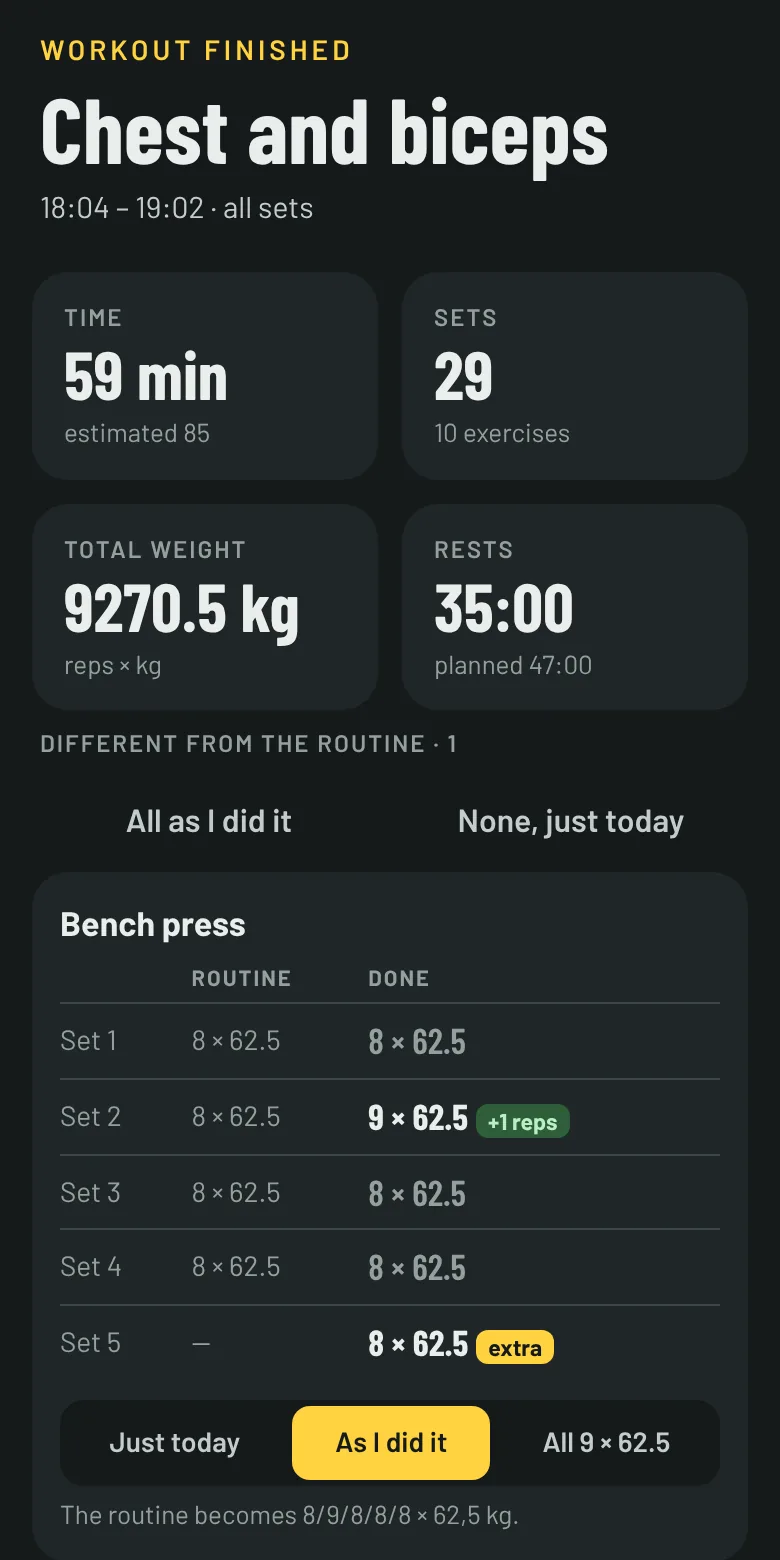 WORKOUT FINISHED
Chest and biceps
18:04 – 19:02 · all sets
TIME
59 min
estimated 85
SETS
29
10 exercises
TOTAL WEIGHT
9270.5 kg
reps × kg
RESTS
35:00
planned 47:00
DIFFERENT FROM THE ROUTINE · 1
All as I did it None, just today
Bench press
ROUTINE DONE
Set 1 8 × 62.5 8 × 62.5
Set 2 8 × 62.5 9 × 62.5 +1 reps
Set 3 8 × 62.5 8 × 62.5
Set 4 8 × 62.5 8 × 62.5
Set 5 – 8 × 62.5 extra
Just today As I did it All 9 × 62.5
The routine becomes 8/9/8/8/8 × 62,5 kg.